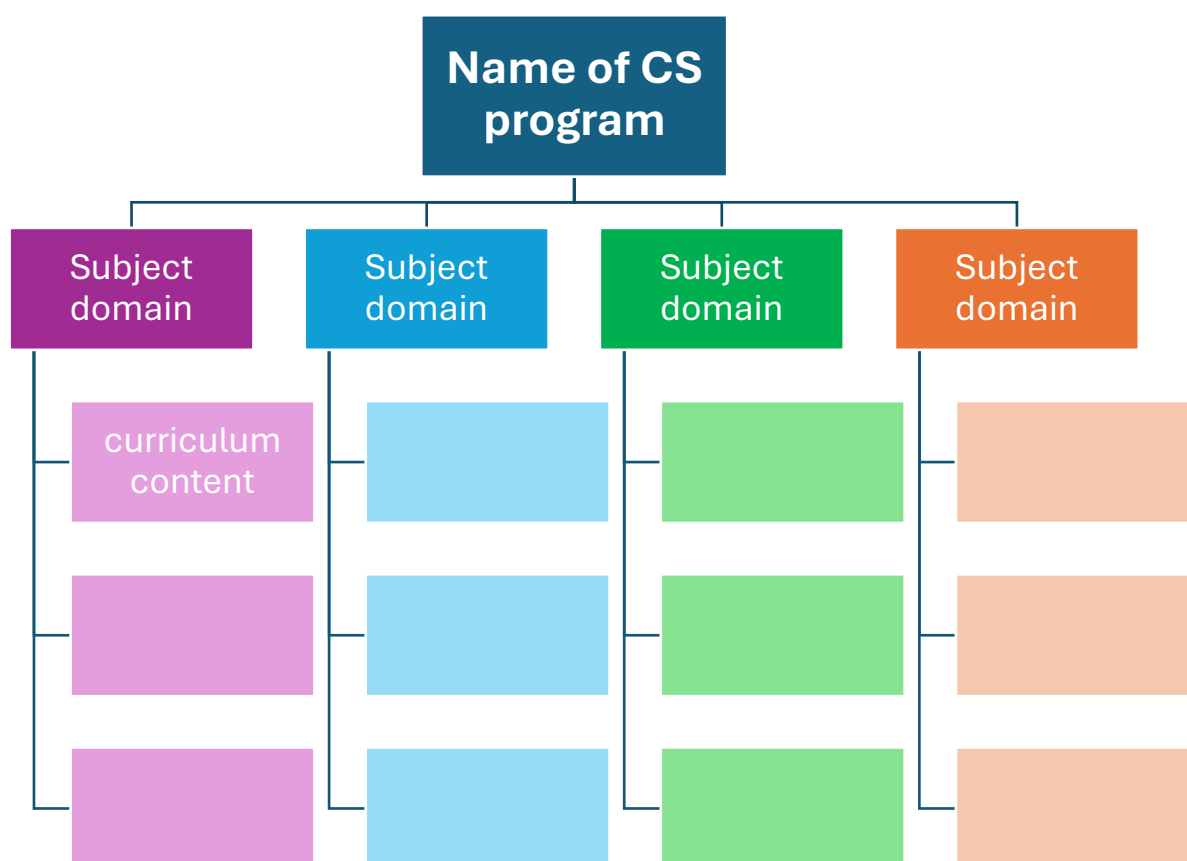 Name of CS
program
Subject
domain
Subject
domain
Subject
domain
Subject
domain
curriculum
content